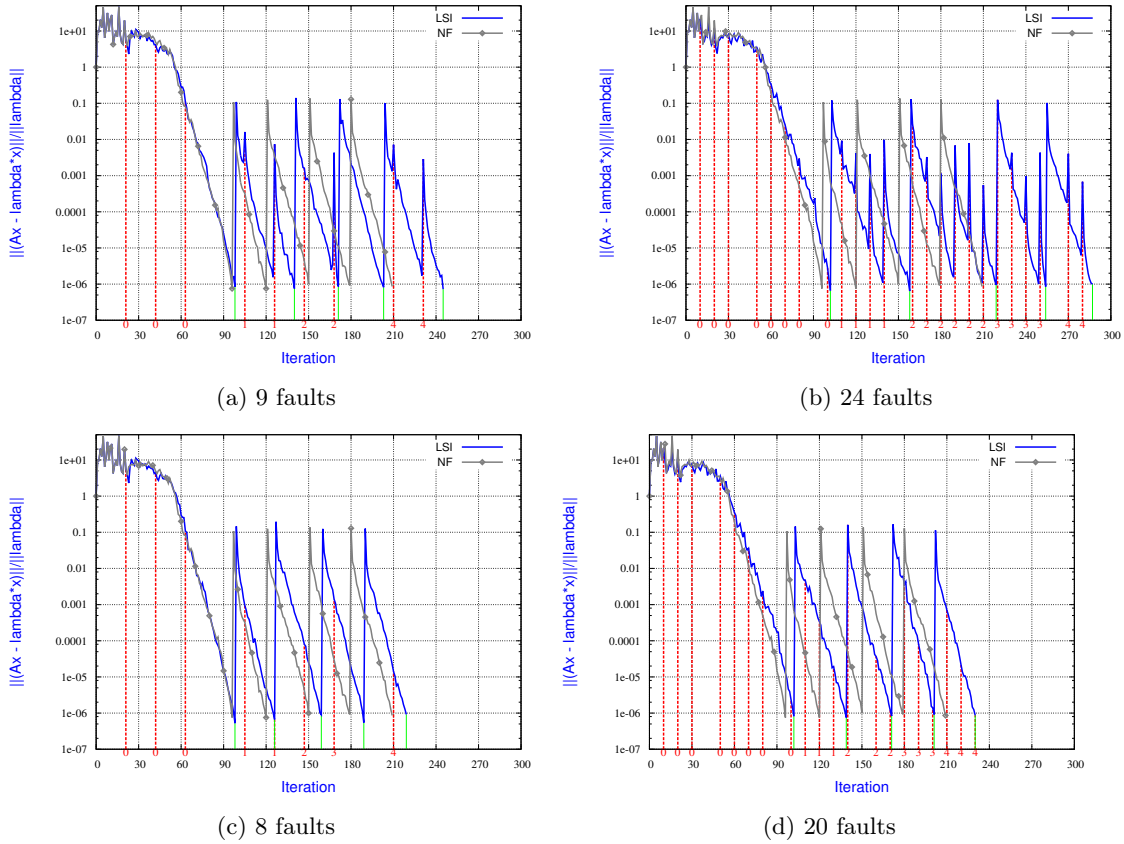 LSI
NF
1e+01
1
0.1
0.01
0.001
0.0001
1e-05
1e-06
1e-07
||(Ax - lambda*x)||/||lambda||
0 0 0 1 1 2 2 4 4
0 30 60 90 120 150 180 210 240 270 300
Iteration
(a) 9 faults
LSI
NF
1e+01
1
0.1
0.01
0.001
0.0001
1e-05
1e-06
1e-07
||(Ax - lambda*x)||/||lambda||
0 0 0 0 0 0 0 0 1 1 1 1 2 2 2 2 2 2 3 3 3 3 4 4
0 30 60 90 120 150 180 210 240 270 300
Iteration
(b) 24 faults
LSI
NF
1e+01
1
0.1
0.01
0.001
0.0001
1e-05
1e-06
1e-07
||(Ax - lambda*x)||/||lambda||
0 0 0 1 1 2 3 4
0 30 60 90 120 150 180 210 240 270 300
Iteration
(c) 8 faults
LSI
NF
1e+01
1
0.1
0.01
0.001
0.0001
1e-05
1e-06
1e-07
||(Ax - lambda*x)||/||lambda||
0 0 0 0 0 0 0 0 1 1 1 1 2 2 3 3 3 4 4 4
0 30 60 90 120 150 180 210 240 270 300
Iteration
(d) 20 faults